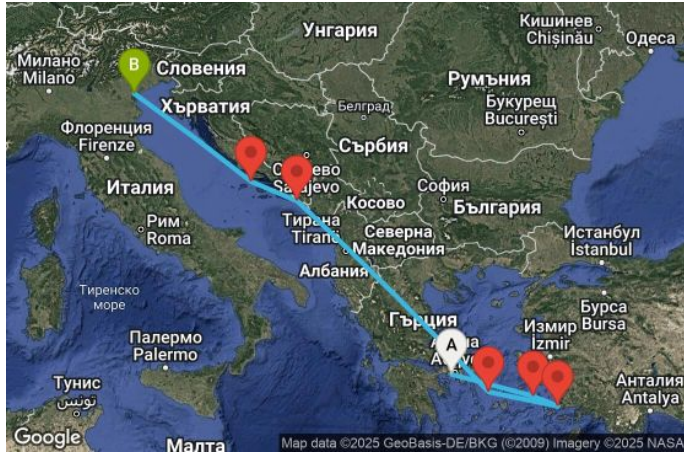 Унгария
Кишинев
Chișinău
Одеса
Милано
Milano
B
Словения
Румъния
Хърватия
Белград
Букурещ
București
Флоренция
Firenze
Сърбия
Италия
София
Косово
България
Рим
Roma
Тирана
Северна
Македония
Истанбул
İstanbul
Албания
Тиренско
море
Бурса
Bursa
Гърция
Измир
İzmir
A
Палермо
Palermo
Тунис
تونس
Анталия
Antalya
Google
Малта
Map data ©2025 GeoBasis-DE/BKG (©2009) Imagery ©2025 NASA